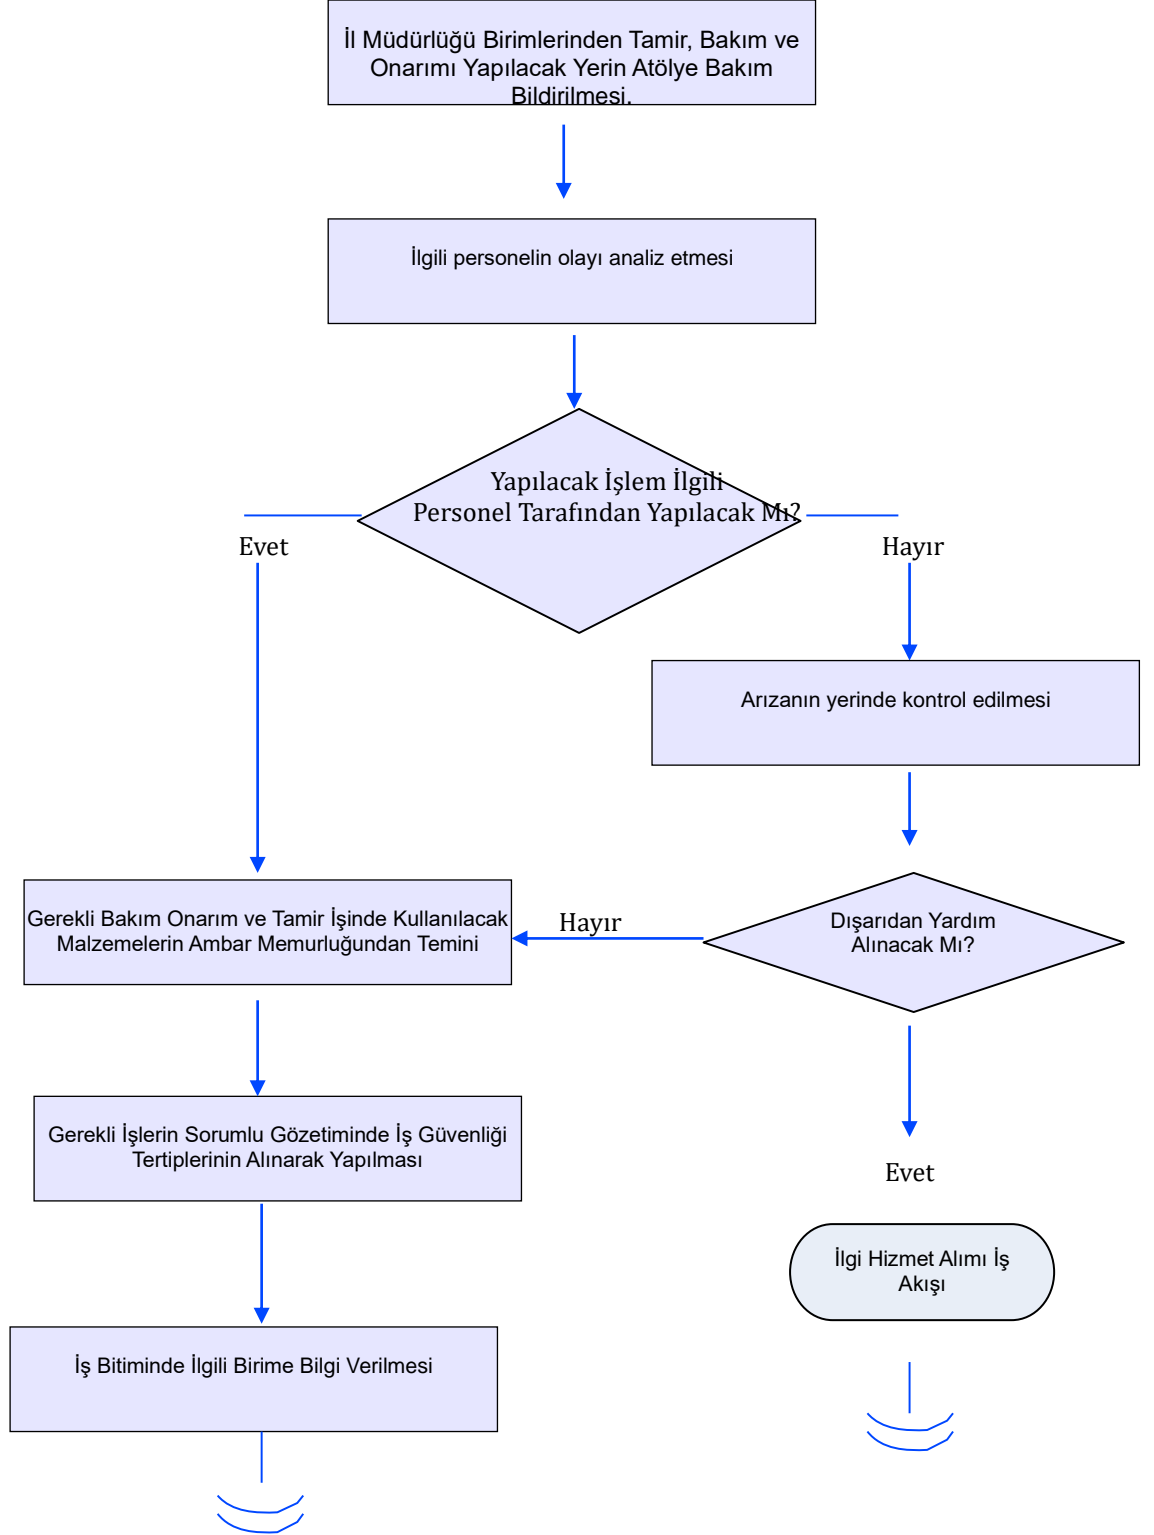 İl Müdürlüğü Birimlerinden Tamir, Bakım ve
Onarımı Yapılacak Yerin Atölye Bakım
Bildirilmesi.
İlgili personelin olayı analiz etmesi
Yapılacak İşlem İlgili
Personel Tarafından Yapılacak Mı?
Evet
Hayır
Arızanın yerinde kontrol edilmesi
Gerekli Bakım Onarım ve Tamir İşinde Kullanılacak
Malzemelerin Ambar Memurluğundan Temini
Hayır
Dışarıdan Yardım
Alınacak Mı?
Gerekli İşlerin Sorumlu Gözetiminde İş Güvenliği
Tertiplerinin Alınarak Yapılması
Evet
İlgi Hizmet Alımı İş
Akışı
İş Bitiminde İlgili Birime Bilgi Verilmesi